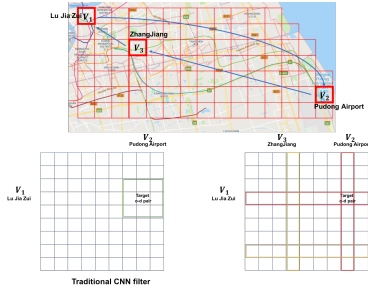 Lu Jia Zui V₁
ZhangJiang
V₃
V₂
Pudong Airport
V₂
Pudong Airport
V₁
Lu Jia Zui
Target
o-d pair
Traditional CNN filter
V₃
ZhangJiang
V₂
Pudong Airport
V₁
Lu Jia Zui
Target
o-d pair